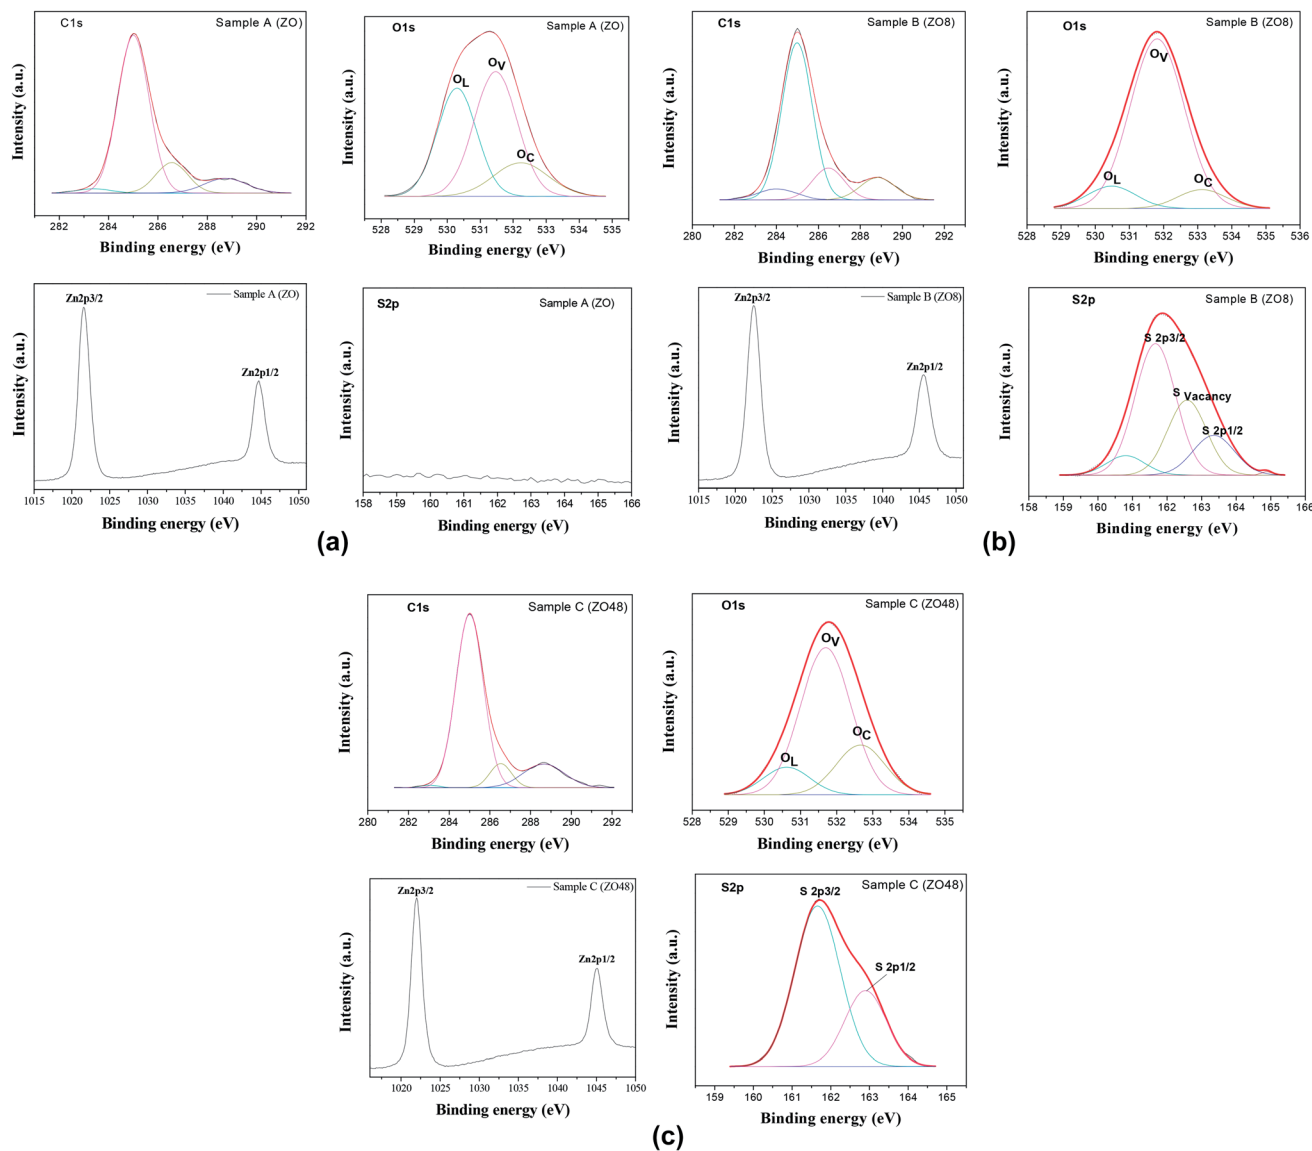 C1s
Sample A (ZO)
Intensity (a.u.)
282 284 286 288 290 292
Binding energy (eV)
O1s
Sample A (ZO)
OL
OV
OC
Intensity (a.u.)
528 529 530 531 532 533 534 535
Binding energy (eV)
C1s
Sample B (ZO8)
Intensity (a.u.)
280 282 284 286 288 290 292
Binding energy (eV)
O1s
Sample B (ZO8)
OV
OL
OC
Intensity (a.u.)
528 529 530 531 532 533 534 535 536
Binding energy (eV)
Zn2p3/2
Sample A (ZO)
Zn2p1/2
Intensity (a.u.)
1015 1020 1025 1030 1035 1040 1045 1050
Binding energy (eV)
S2p
Sample A (ZO)
Intensity (a.u.)
158 159 160 161 162 163 164 165 166
Binding energy (eV)
(a)
Zn2p3/2
Sample B (ZO8)
Zn2p1/2
Intensity (a.u.)
1015 1020 1025 1030 1035 1040 1045 1050
Binding energy (eV)
S2p
Sample B (ZO8)
S 2p3/2
S Vacancy
S 2p1/2
Intensity (a.u.)
158 159 160 161 162 163 164 165 166
Binding energy (eV)
(b)
C1s
Sample C (ZO48)
Intensity (a.u.)
280 282 284 286 288 290 292
Binding energy (eV)
O1s
Sample C (ZO48)
OV
OC
OL
Intensity (a.u.)
528 529 530 531 532 533 534 535
Binding energy (eV)
Zn2p3/2
Sample C (ZO48)
Zn2p1/2
Intensity (a.u.)
1020 1025 1030 1035 1040 1045 1050
Binding energy (eV)
S2p
S 2p3/2
Sample C (ZO48)
S 2p1/2
Intensity (a.u.)
159 160 161 162 163 164 165
Binding energy (eV)
(c)